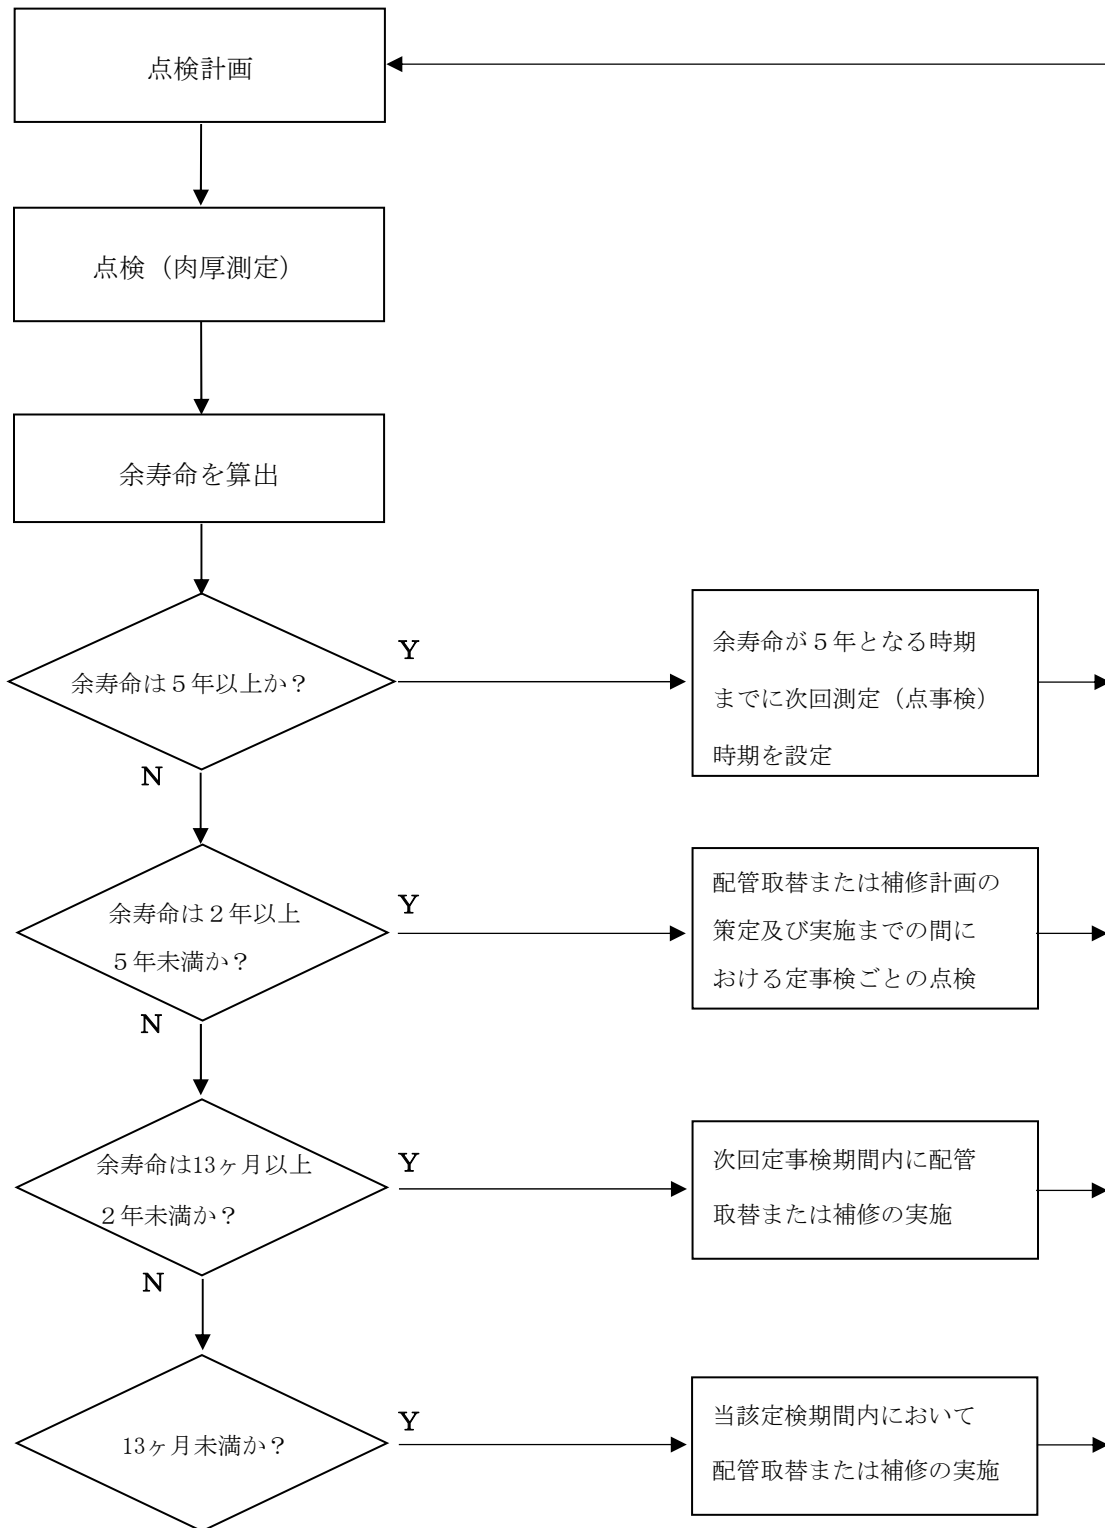 点検計画
点検（肉厚測定）
余寿命を算出
余寿命は５年以上か？
Y
余寿命が５年となる時期
までに次回測定（点事検）
時期を設定
N
余寿命は２年以上
５年未満か？
Y
配管取替または補修計画の
策定及び実施までの間に
おける定事検ごとの点検
N
余寿命は13ヶ月以上
２年未満か？
Y
次回定事検期間内に配管
取替または補修の実施
N
13ヶ月未満か？
Y
当該定検期間内において
配管取替または補修の実施